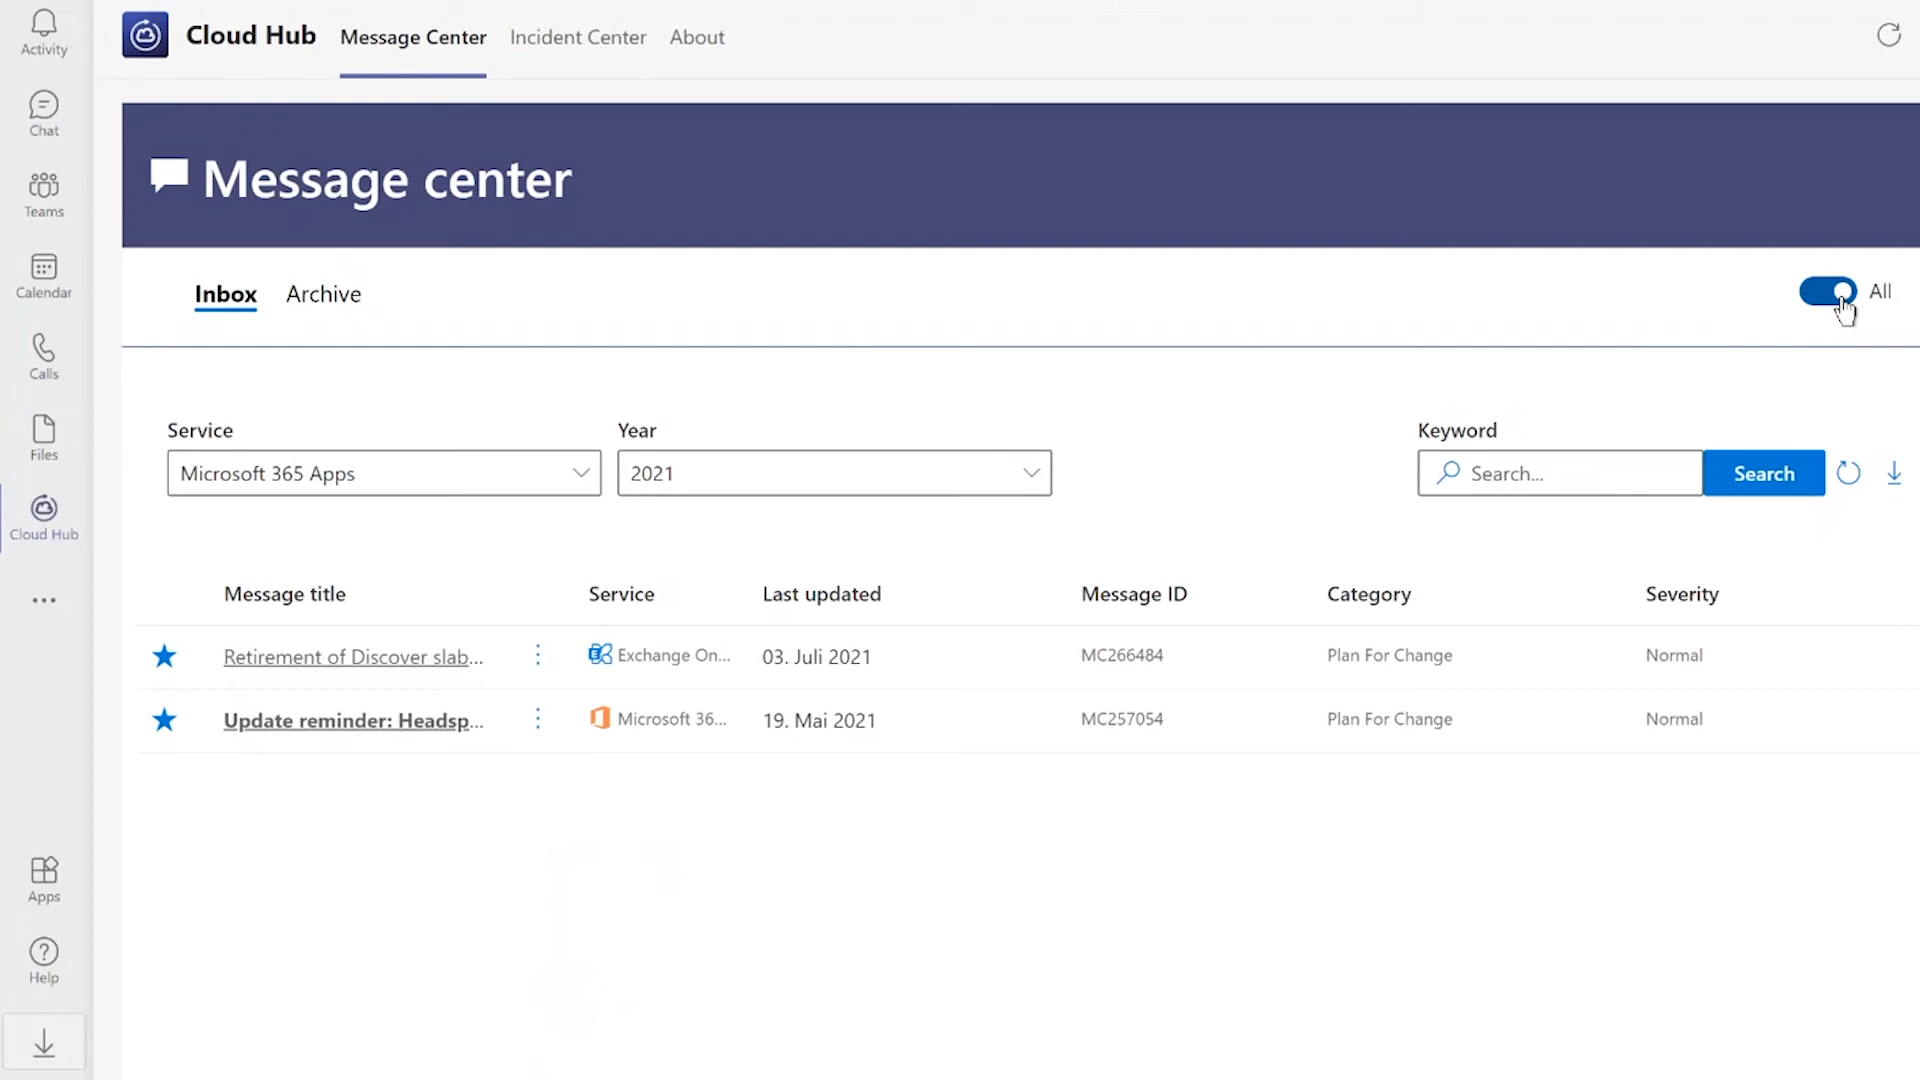 Activity
Chat
Teams
Calendar
Calls
Files
Cloud Hub
Apps
Help
Cloud Hub Message Center Incident Center About
Message center
Inbox Archive All
Service Year Keyword
Microsoft 365 Apps 2021 Search... Search
Message title Service Last updated Message ID Category Severity
Retirement of Discover slab... Exchange On... 03. Juli 2021 MC266484 Plan For Change Normal
Update reminder: Headsp... Microsoft 36... 19. Mai 2021 MC257054 Plan For Change Normal